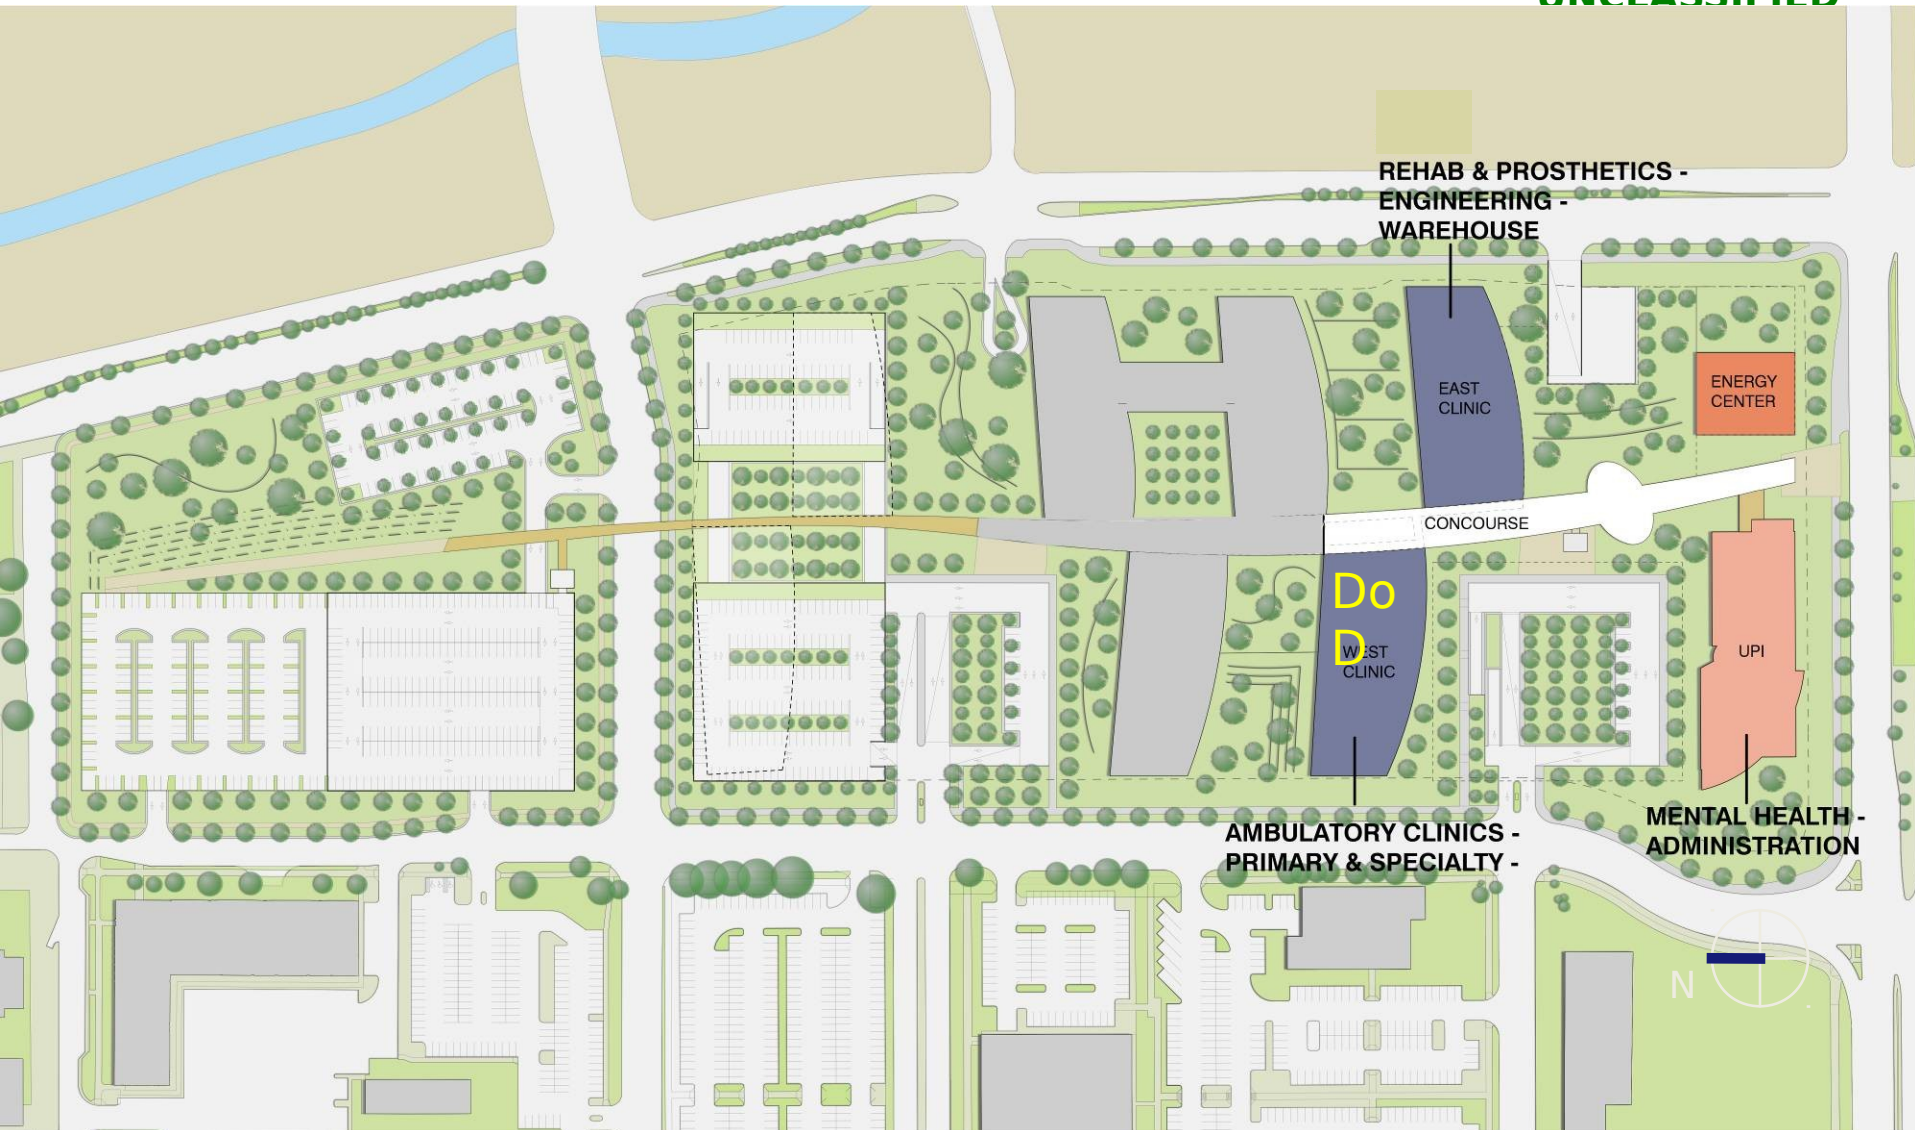 UNCLASSIFIED
REHAB & PROSTHETICS -
ENGINEERING -
WAREHOUSE
EAST
CLINIC
ENERGY
CENTER
CONCOURSE
Do
D
WEST
CLINIC
UPI
MENTAL HEALTH -
ADMINISTRATION
AMBULATORY CLINICS -
PRIMARY & SPECIALTY -
N